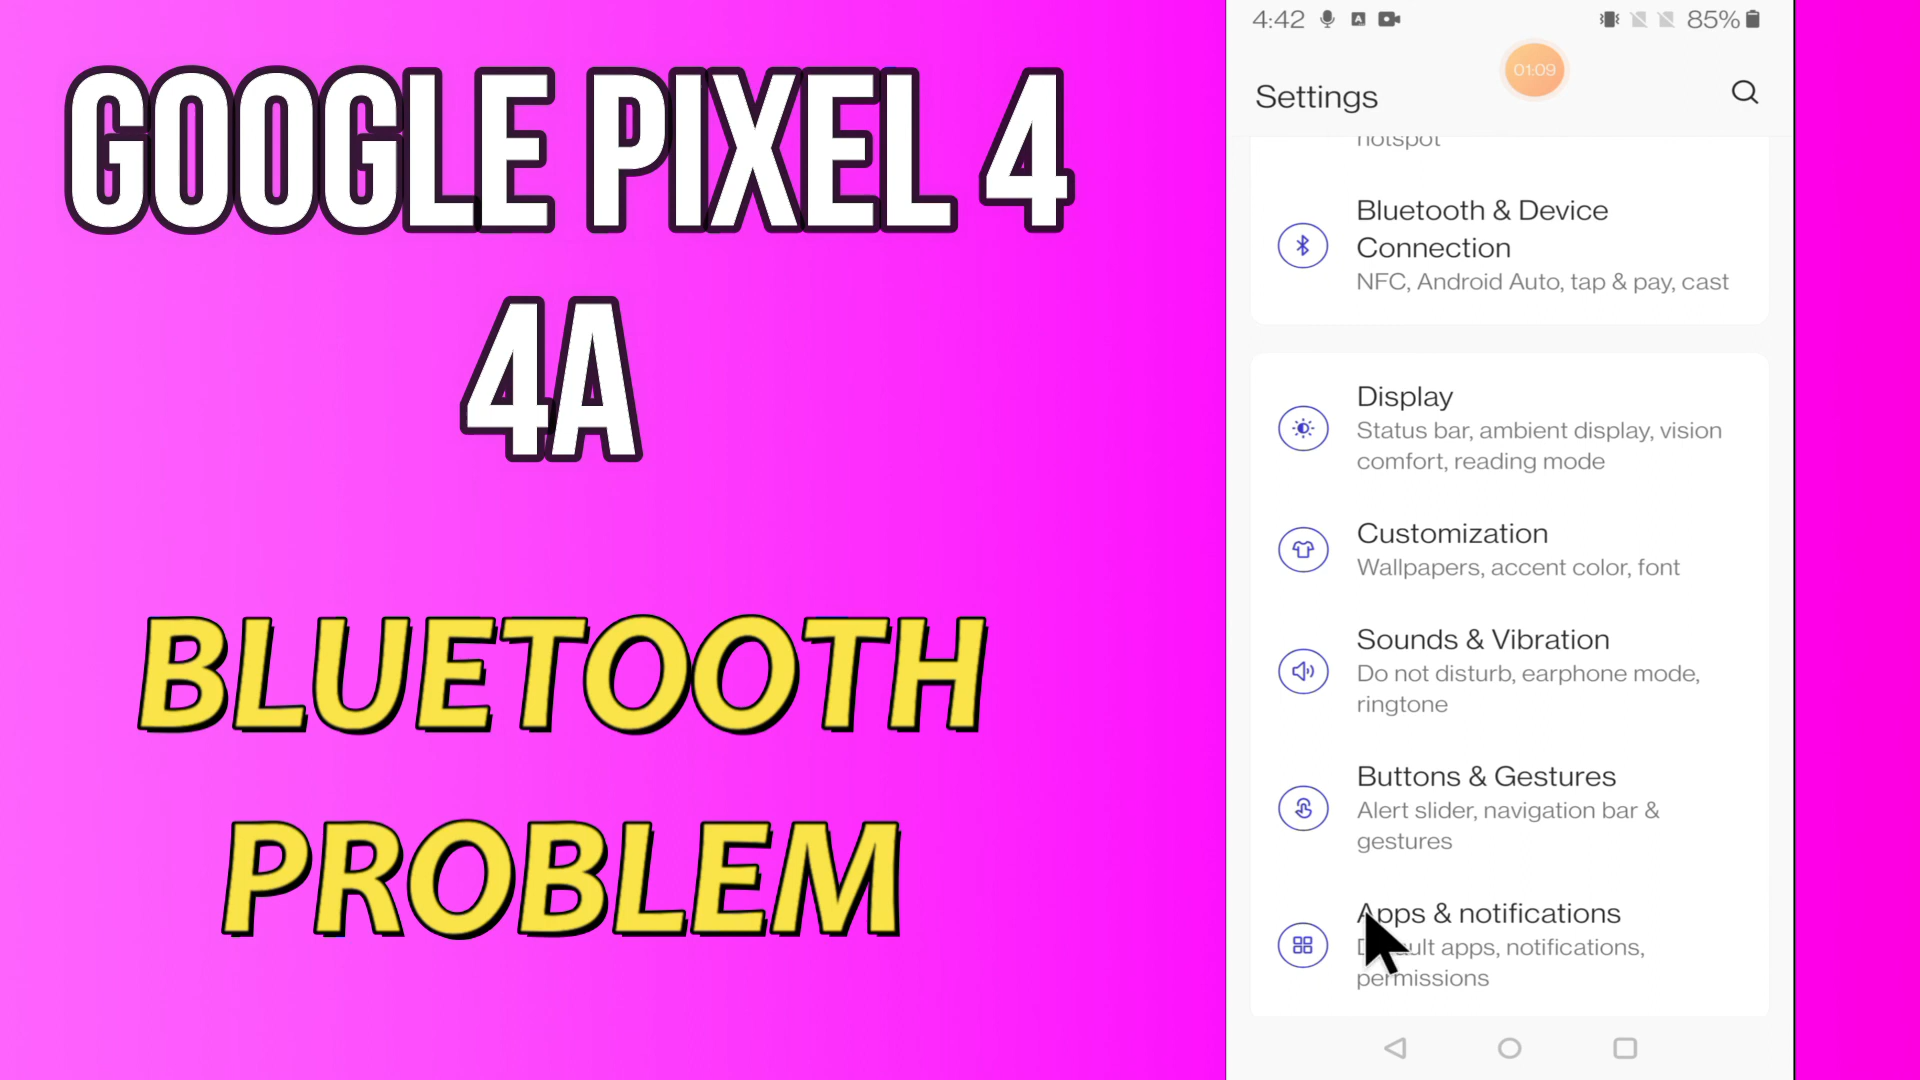 GOOGLE PIXEL 4
4A
BLUETOOTH
PROBLEM
4:42
85%
01:09
Settings
hotspot
Bluetooth & Device
Connection
NFC, Android Auto, tap & pay, cast
Display
Status bar, ambient display, vision
comfort, reading mode
Customization
Wallpapers, accent color, font
Sounds & Vibration
Do not disturb, earphone mode,
ringtone
Buttons & Gestures
Alert slider, navigation bar &
gestures
Apps & notifications
Default apps, notifications,
permissions